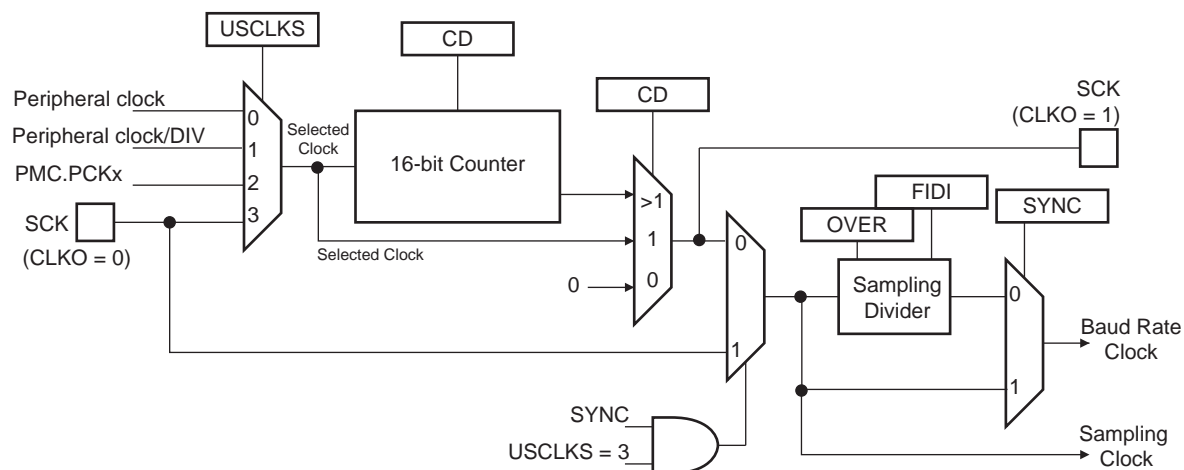 USCLKS
CD
Peripheral clock
Peripheral clock/DIV
PMC.PCKx
SCK
(CLKO = 0)
0
1
2
3
Selected
Clock
16-bit Counter
Selected Clock
CD
>1
1
0
0
SCK
(CLKO = 1)
0
1
SYNC
USCLKS = 3
FIDI
OVER
Sampling
Divider
SYNC
0
1
Baud Rate
Clock
Sampling
Clock